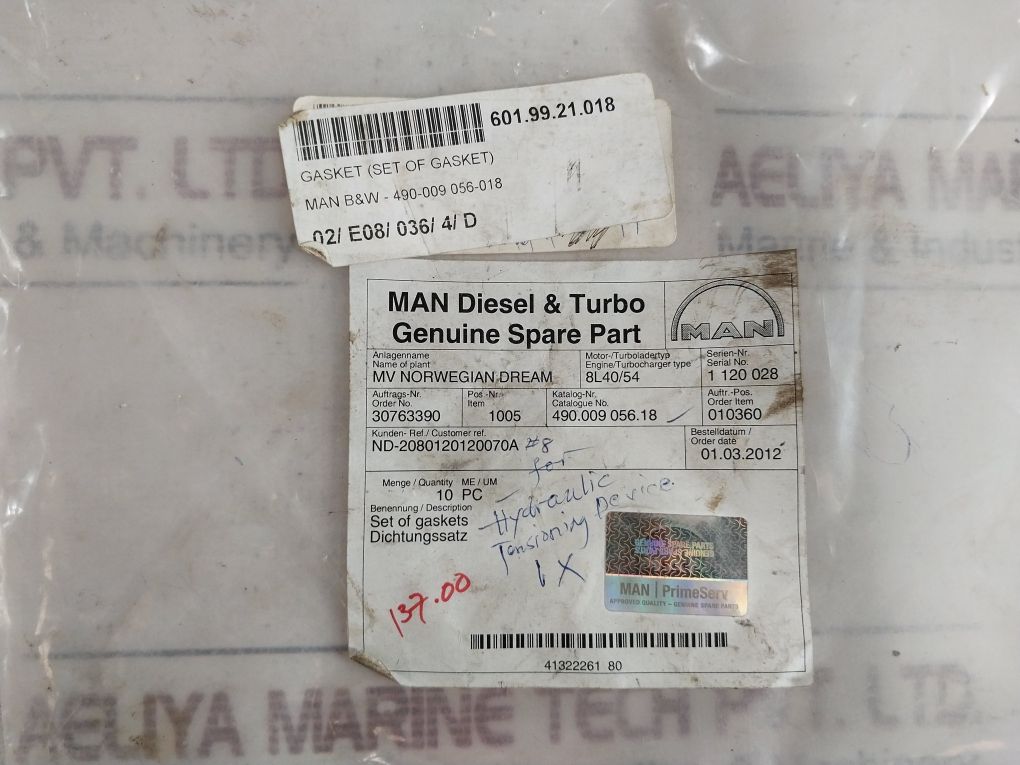 PVT LTD
& Machinery
AELIYA MARINE
Marine & Indust
601.99.21.018
GASKET (SET OF GASKET)
MAN B&W - 490-009 056-018
02/ E08/ 036/ 4/ D
MAN Diesel & Turbo
Genuine Spare Part
MAN
Anlagenname
Name of plant
MV NORWEGIAN DREAM
Motor-/Turboladertyp
Engine/Turbocharger type
8L40/54
Serien-Nr.
Serial No.
1 120 028
Auftrags-Nr.
Order No.
30763390
Pos.-Nr.
Item
1005
Katalog-Nr.
Catalogue No.
490.009 056.18
Auftr.-Pos.
Order Item
010360
Kunden- Ref./ Customer ref.
ND-2080120120070A #8
Bestelldatum /
Order date
01.03.2012
for
Hydraulic
Tensioning Device
1X
Menge / Quantity ME / UM
10 PC
Benennung / Description
Set of gaskets
Dichtungssatz
137.00
GENUINE SPARE PARTS
MAN | PrimeServ
APPROVED QUALITY – GENUINE SPARE PARTS
41322261 80
AELIYA MARINE TECH PVT. LTD.